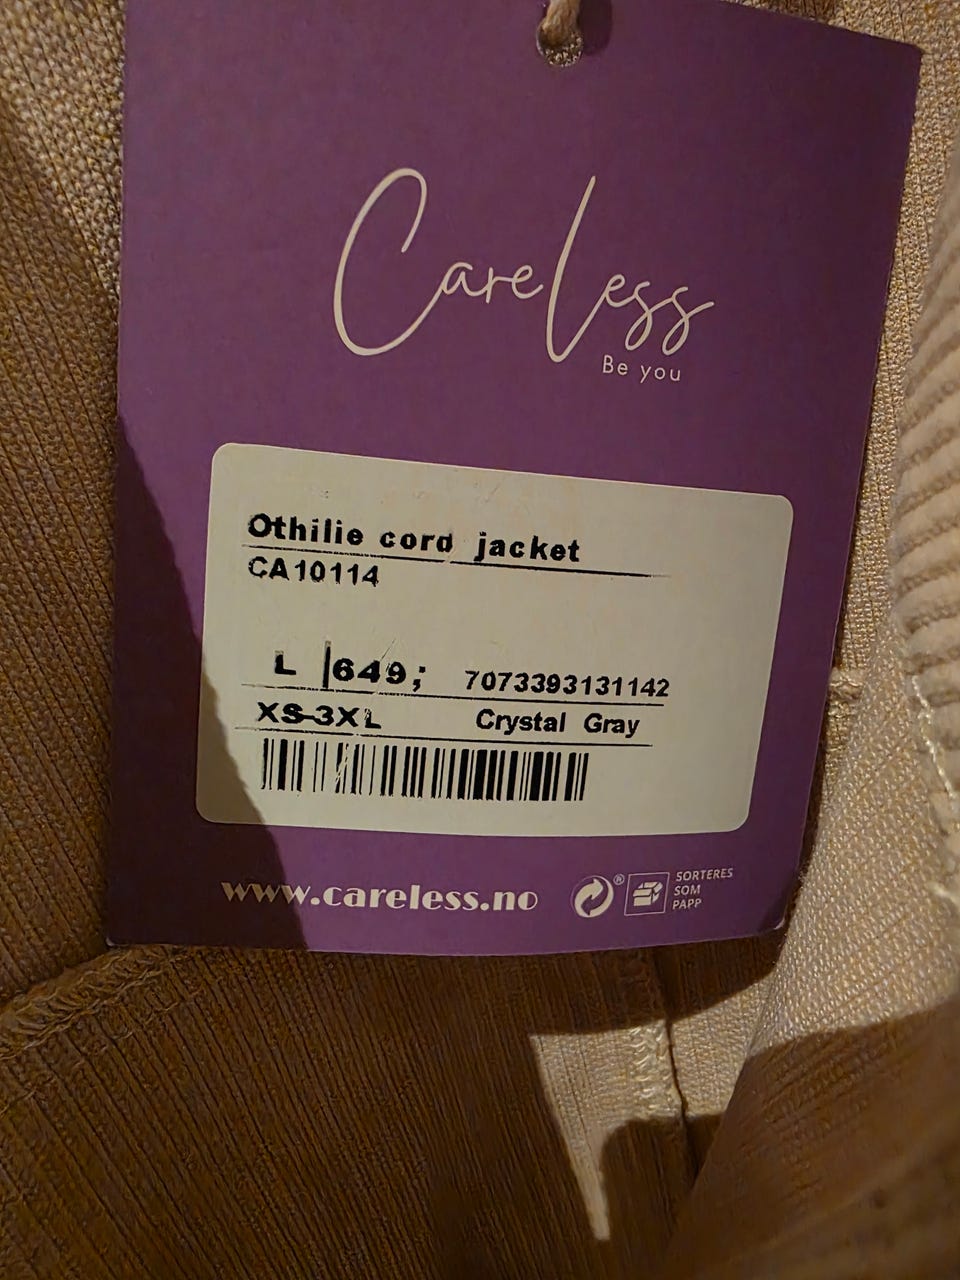 CareLess
Be you
Othilie cord jacket
CA10114
L 649; 7073393131142
XS-3XL Crystal Gray
www.careless.no
®
SORTERES
SOM
PAPP